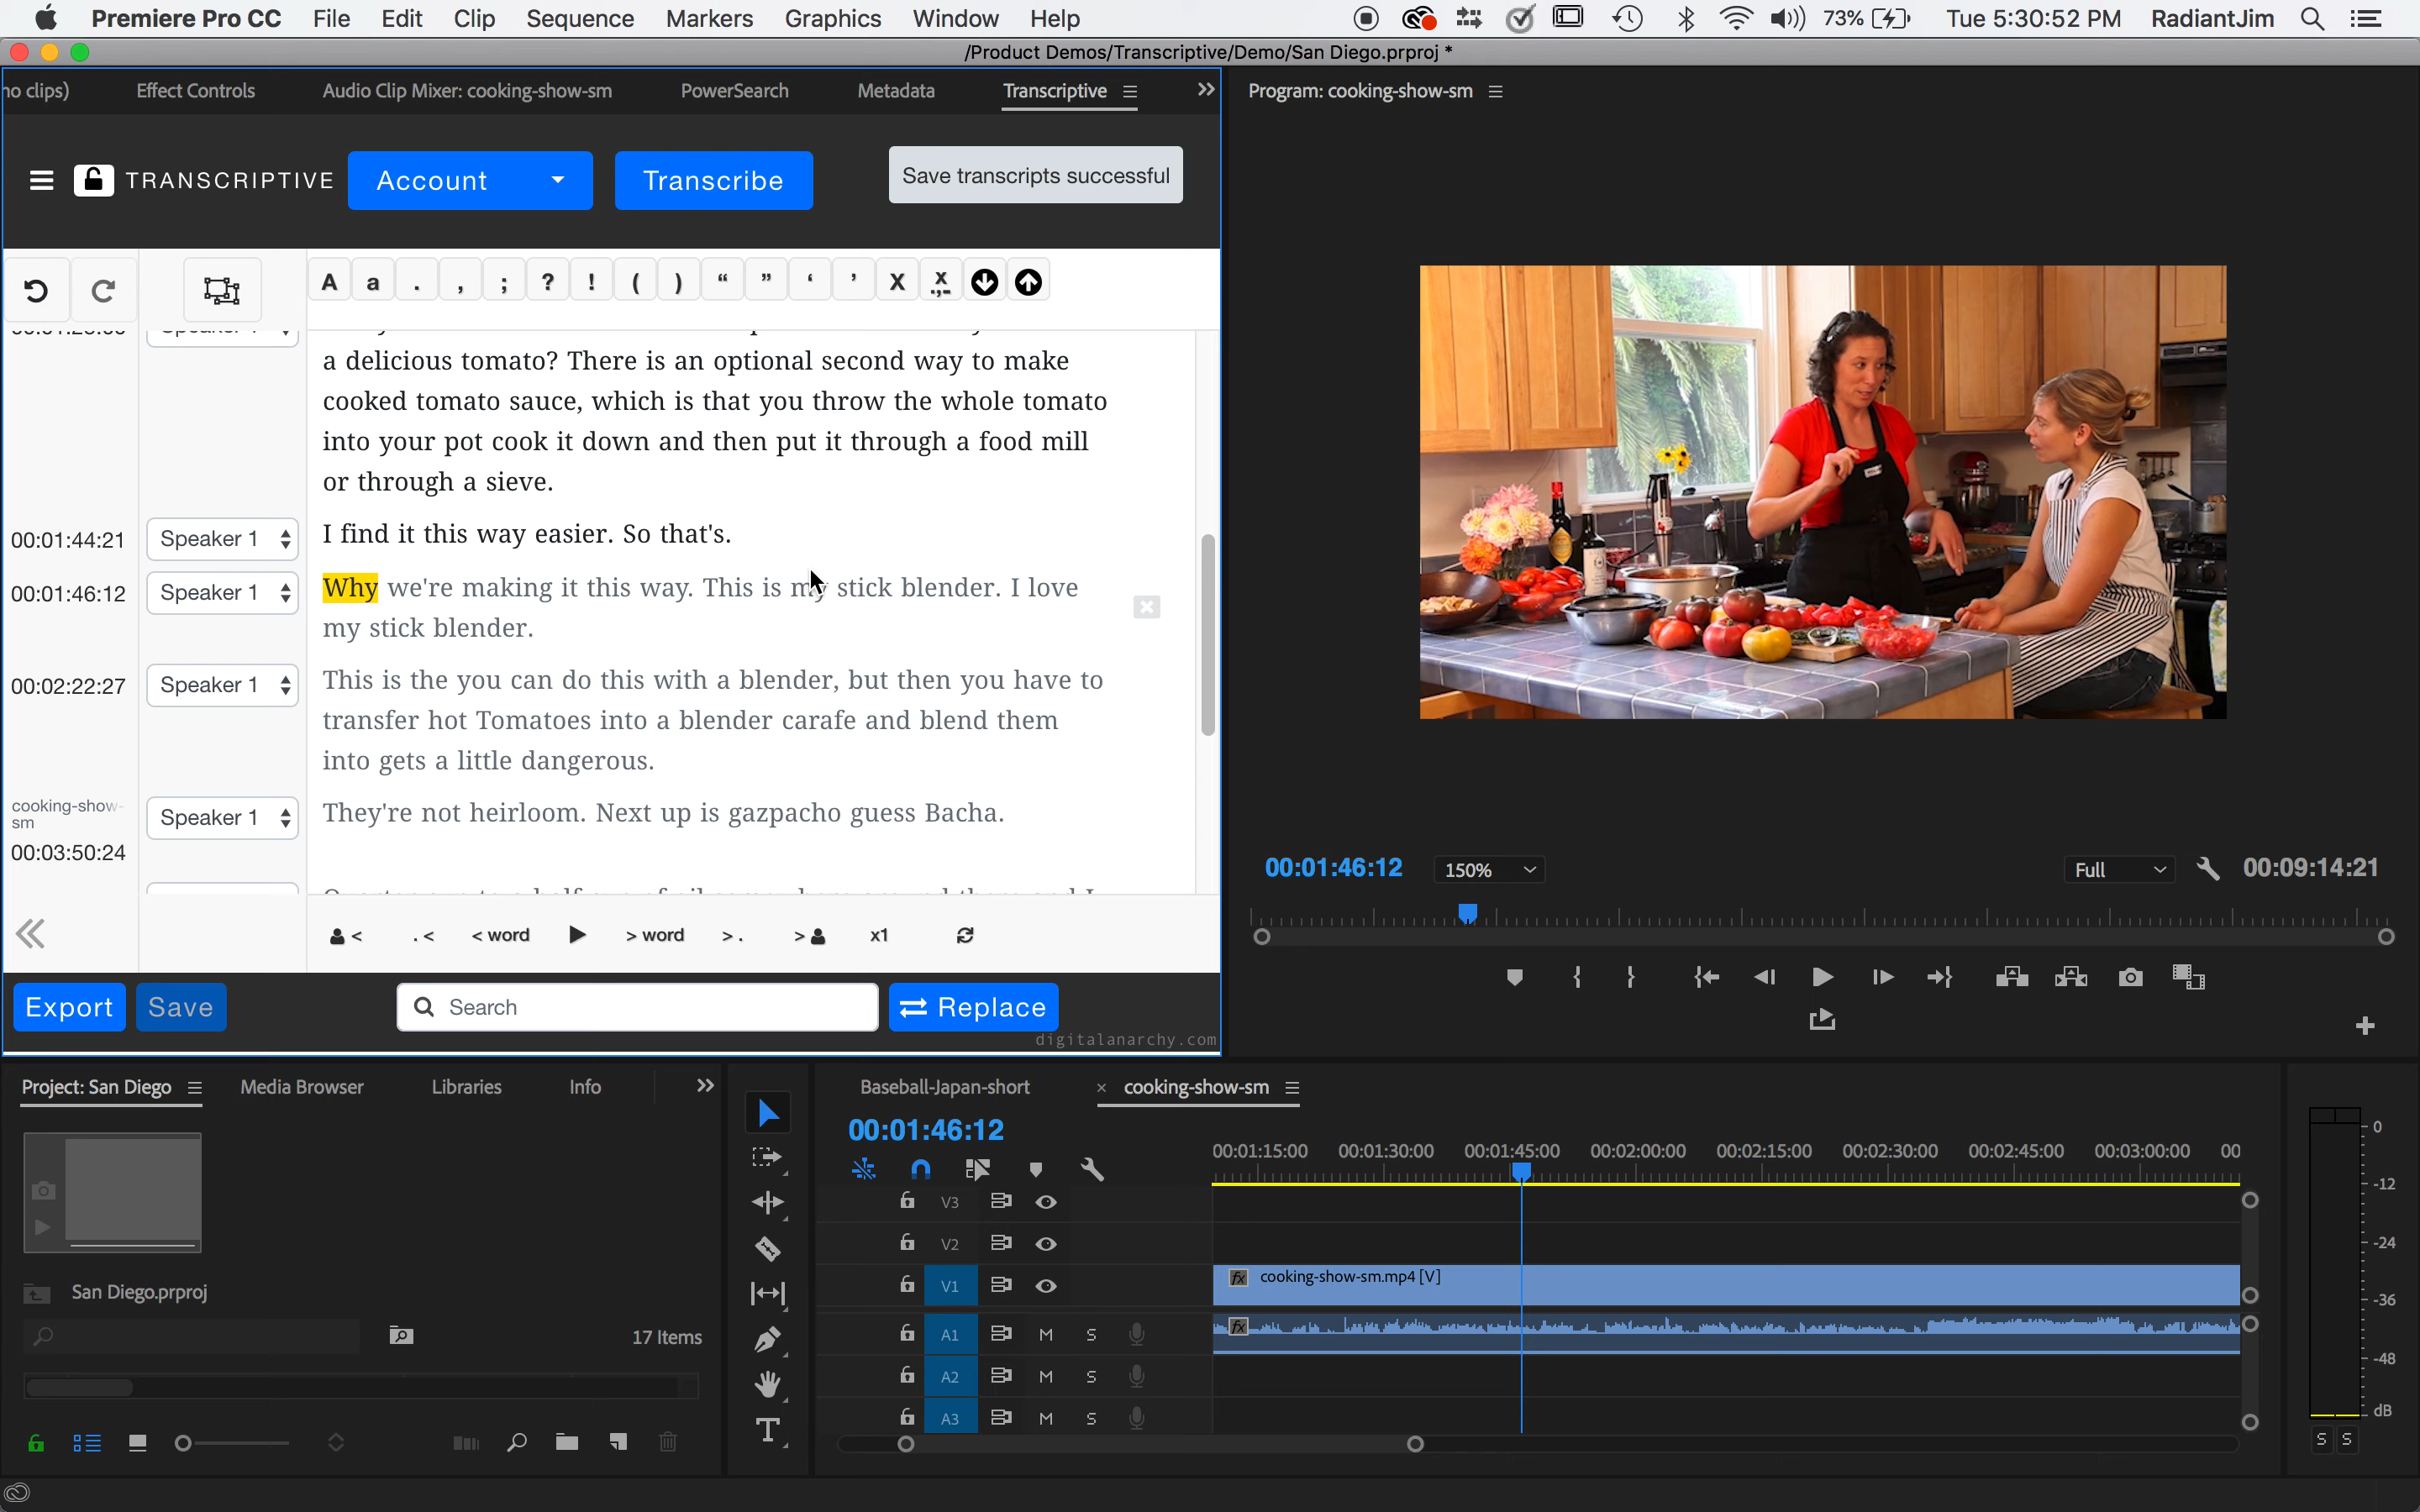 Premiere Pro CC File Edit Clip Sequence Markers Graphics Window Help 73% Tue 5:30:52 PM RadiantJim
/Product Demos/Transcriptive/Demo/San Diego.prproj *
no clips) Effect Controls Audio Clip Mixer: cooking-show-sm PowerSearch Metadata Transcriptive
Program: cooking-show-sm
TRANSCRIPTIVE Account Transcribe Save transcripts successful
A a . , ; ? ! ( ) “ ” ‘ ’ X x.,-
a delicious tomato? There is an optional second way to make
cooked tomato sauce, which is that you throw the whole tomato
into your pot cook it down and then put it through a food mill
or through a sieve.
00:01:44:21 Speaker 1 I find it this way easier. So that's.
00:01:46:12 Speaker 1 Why we're making it this way. This is my stick blender. I love
my stick blender.
00:02:22:27 Speaker 1 This is the you can do this with a blender, but then you have to
transfer hot Tomatoes into a blender carafe and blend them
into gets a little dangerous.
cooking-show-
sm
Speaker 1 They're not heirloom. Next up is gazpacho guess Bacha.
00:03:50:24
< . < < word > word > . > x1
Export Save Search Replace
digitalanarchy.com
00:01:46:12 150% Full 00:09:14:21
Project: San Diego Media Browser Libraries Info
San Diego.prproj
17 Items
Baseball-Japan-short × cooking-show-sm
00:01:46:12
00:01:15:00 00:01:30:00 00:01:45:00 00:02:00:00 00:02:15:00 00:02:30:00 00:02:45:00 00:03:00:00 00
V3
V2
V1 fx cooking-show-sm.mp4 [V]
A1 M S fx
A2 M S
A3 M S
T
0
-12
-24
-36
-48
dB
S S